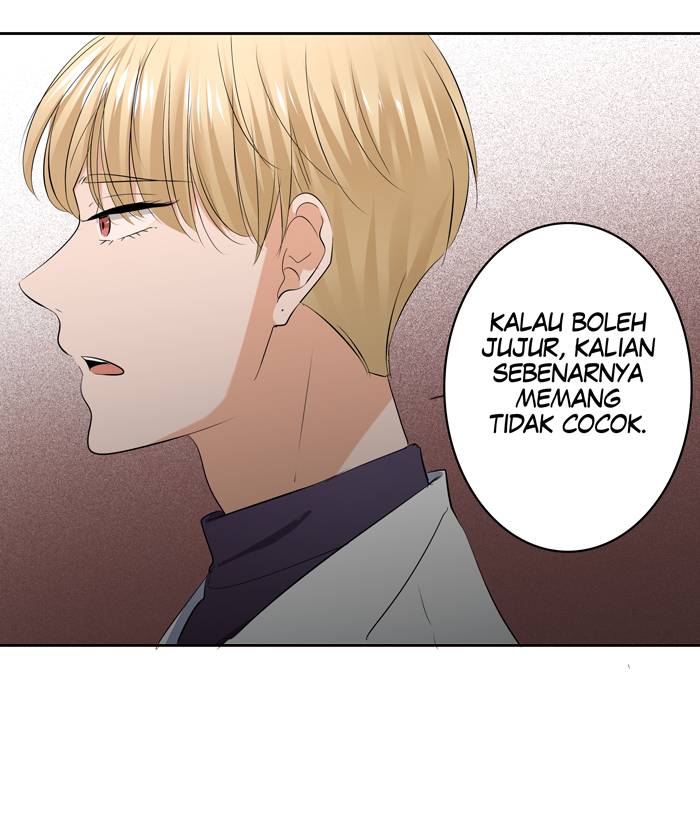 KALAU BOLEH
JUJUR, KALIAN
SEBENARNYA
MEMANG
TIDAK COCOK.